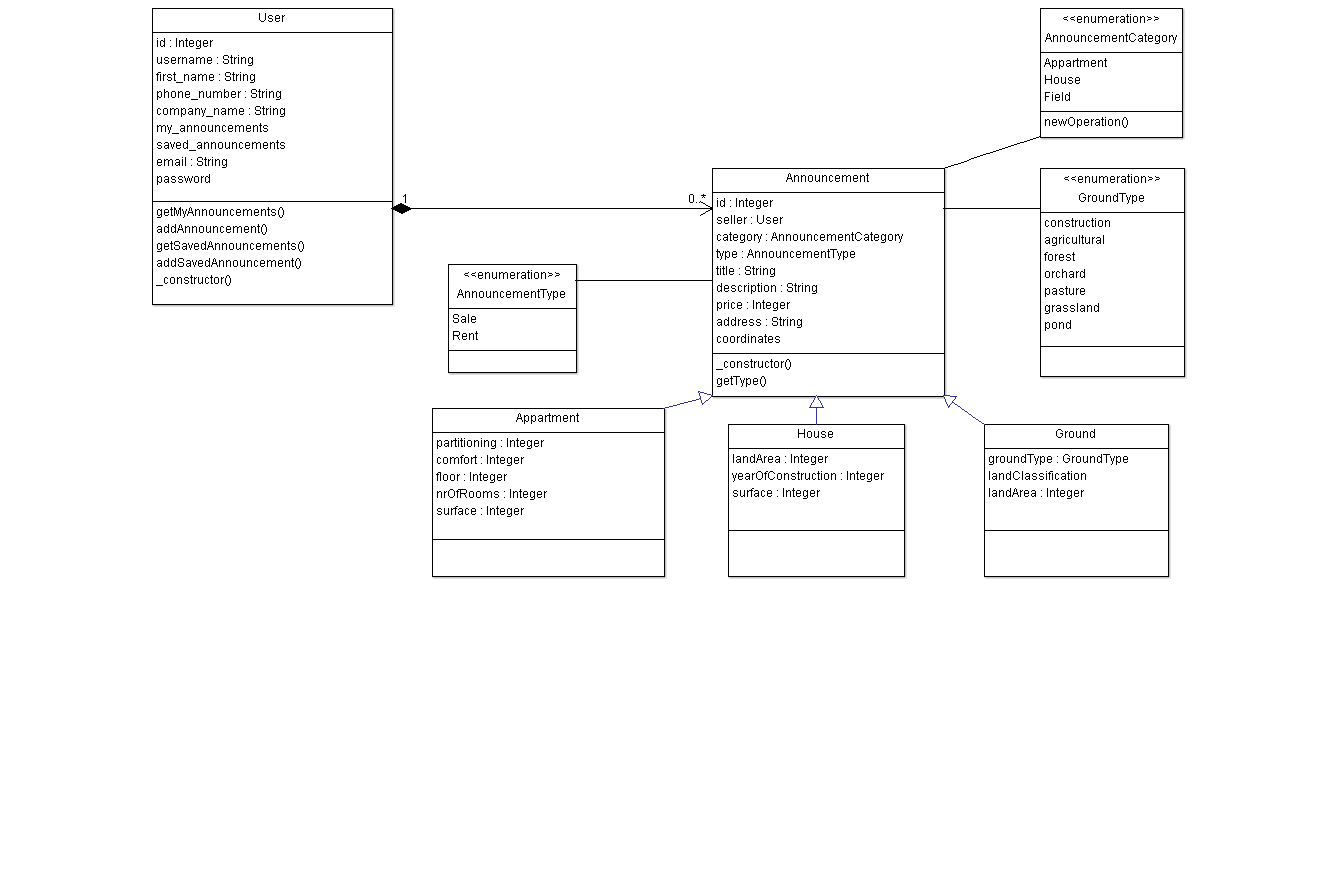 User
id : Integer
username : String
first_name : String
phone_number : String
company_name : String
my_announcements
saved_announcements
email : String
password
getMyAnnouncements()
addAnnouncement()
getSavedAnnouncements()
addSavedAnnouncement()
_constructor()
1
0..*
<<enumeration>>
AnnouncementCategory
Appartment
House
Field
newOperation()
Announcement
id : Integer
seller : User
category : AnnouncementCategory
type : AnnouncementType
title : String
description : String
price : Integer
address : String
coordinates
_constructor()
getType()
<<enumeration>>
GroundType
construction
agricultural
forest
orchard
pasture
grassland
pond
<<enumeration>>
AnnouncementType
Sale
Rent
Appartment
partitioning : Integer
comfort : Integer
floor : Integer
nrOfRooms : Integer
surface : Integer
House
landArea : Integer
yearOfConstruction : Integer
surface : Integer
Ground
groundType : GroundType
landClassification
landArea : Integer